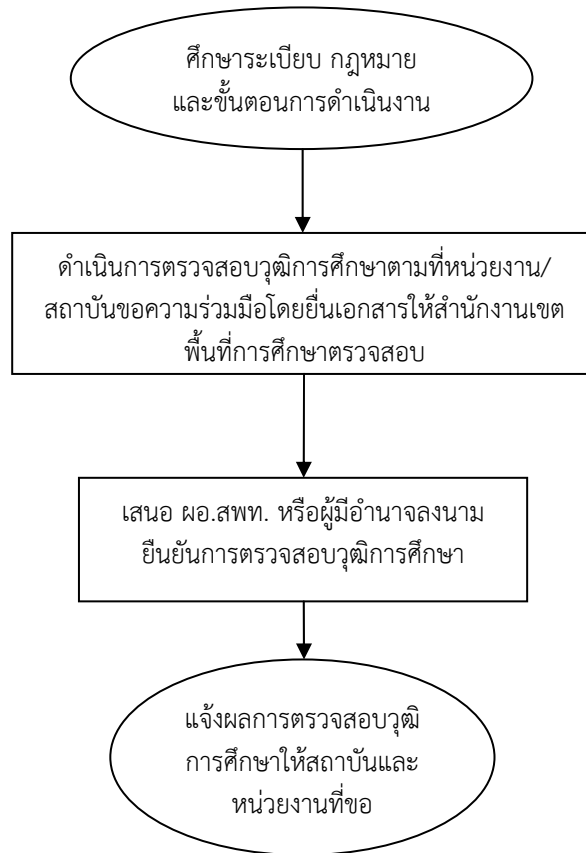 ศึกษาระเบียบ กฎหมาย
และขั้นตอนการดำเนินงาน
ดำเนินการตรวจสอบวุฒิการศึกษาตามที่หน่วยงาน/
สถาบันขอความร่วมมือโดยยื่นเอกสารให้สำนักงานเขต
พื้นที่การศึกษาตรวจสอบ
เสนอ ผอ.สพท. หรือผู้มีอำนาจลงนาม
ยืนยันการตรวจสอบวุฒิการศึกษา
แจ้งผลการตรวจสอบวุฒิ
การศึกษาให้สถาบันและ
หน่วยงานที่ขอ